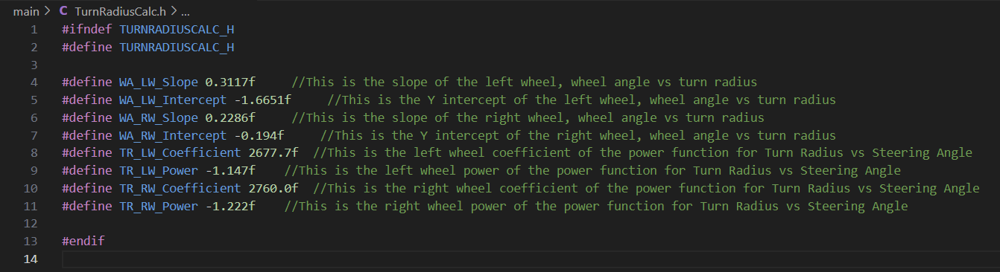 main > C TurnRadiusCalc.h > ...
1 #ifndef TURNRADIUSCALC_H
2 #define TURNRADIUSCALC_H
3
4 #define WA_LW_Slope 0.3117f     //This is the slope of the left wheel, wheel angle vs turn radius
5 #define WA_LW_Intercept -1.6651f     //This is the Y intercept of the left wheel, wheel angle vs turn radius
6 #define WA_RW_Slope 0.2286f     //This is the slope of the right wheel, wheel angle vs turn radius
7 #define WA_RW_Intercept -0.194f     //This is the Y intercept of the right wheel, wheel angle vs turn radius
8 #define TR_LW_Coefficient 2677.7f  //This is the left wheel coefficient of the power function for Turn Radius vs Steering Angle
9 #define TR_LW_Power -1.147f    //This is the left wheel power of the power function for Turn Radius vs Steering Angle
10 #define TR_RW_Coefficient 2760.0f  //This is the right wheel coefficient of the power function for Turn Radius vs Steering Angle
11 #define TR_RW_Power -1.222f    //This is the right wheel power of the power function for Turn Radius vs Steering Angle
12
13 #endif
14